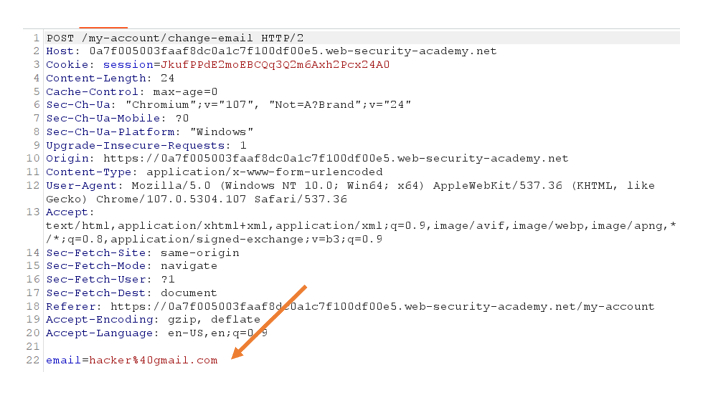 1 POST /my-account/change-email HTTP/2
2 Host: 0a7f005003faaf8dc0a1c7f100df00e5.web-security-academy.net
3 Cookie: session=JkufPPdE2moEBCQq3Q2m6Axh2Pcx24A0
4 Content-Length: 24
5 Cache-Control: max-age=0
6 Sec-Ch-Ua: "Chromium";v="107", "Not=A?Brand";v="24"
7 Sec-Ch-Ua-Mobile: ?0
8 Sec-Ch-Ua-Platform: "Windows"
9 Upgrade-Insecure-Requests: 1
10 Origin: https://0a7f005003faaf8dc0a1c7f100df00e5.web-security-academy.net
11 Content-Type: application/x-www-form-urlencoded
12 User-Agent: Mozilla/5.0 (Windows NT 10.0; Win64; x64) AppleWebKit/537.36 (KHTML, like
Gecko) Chrome/107.0.5304.107 Safari/537.36
13 Accept:
text/html,application/xhtml+xml,application/xml;q=0.9,image/avif,image/webp,image/apng,*
/*;q=0.8,application/signed-exchange;v=b3;q=0.9
14 Sec-Fetch-Site: same-origin
15 Sec-Fetch-Mode: navigate
16 Sec-Fetch-User: ?1
17 Sec-Fetch-Dest: document
18 Referer: https://0a7f005003faaf8dc0a1c7f100df00e5.web-security-academy.net/my-account
19 Accept-Encoding: gzip, deflate
20 Accept-Language: en-US,en;q=0.9
21
22 email=hacker%40gmail.com